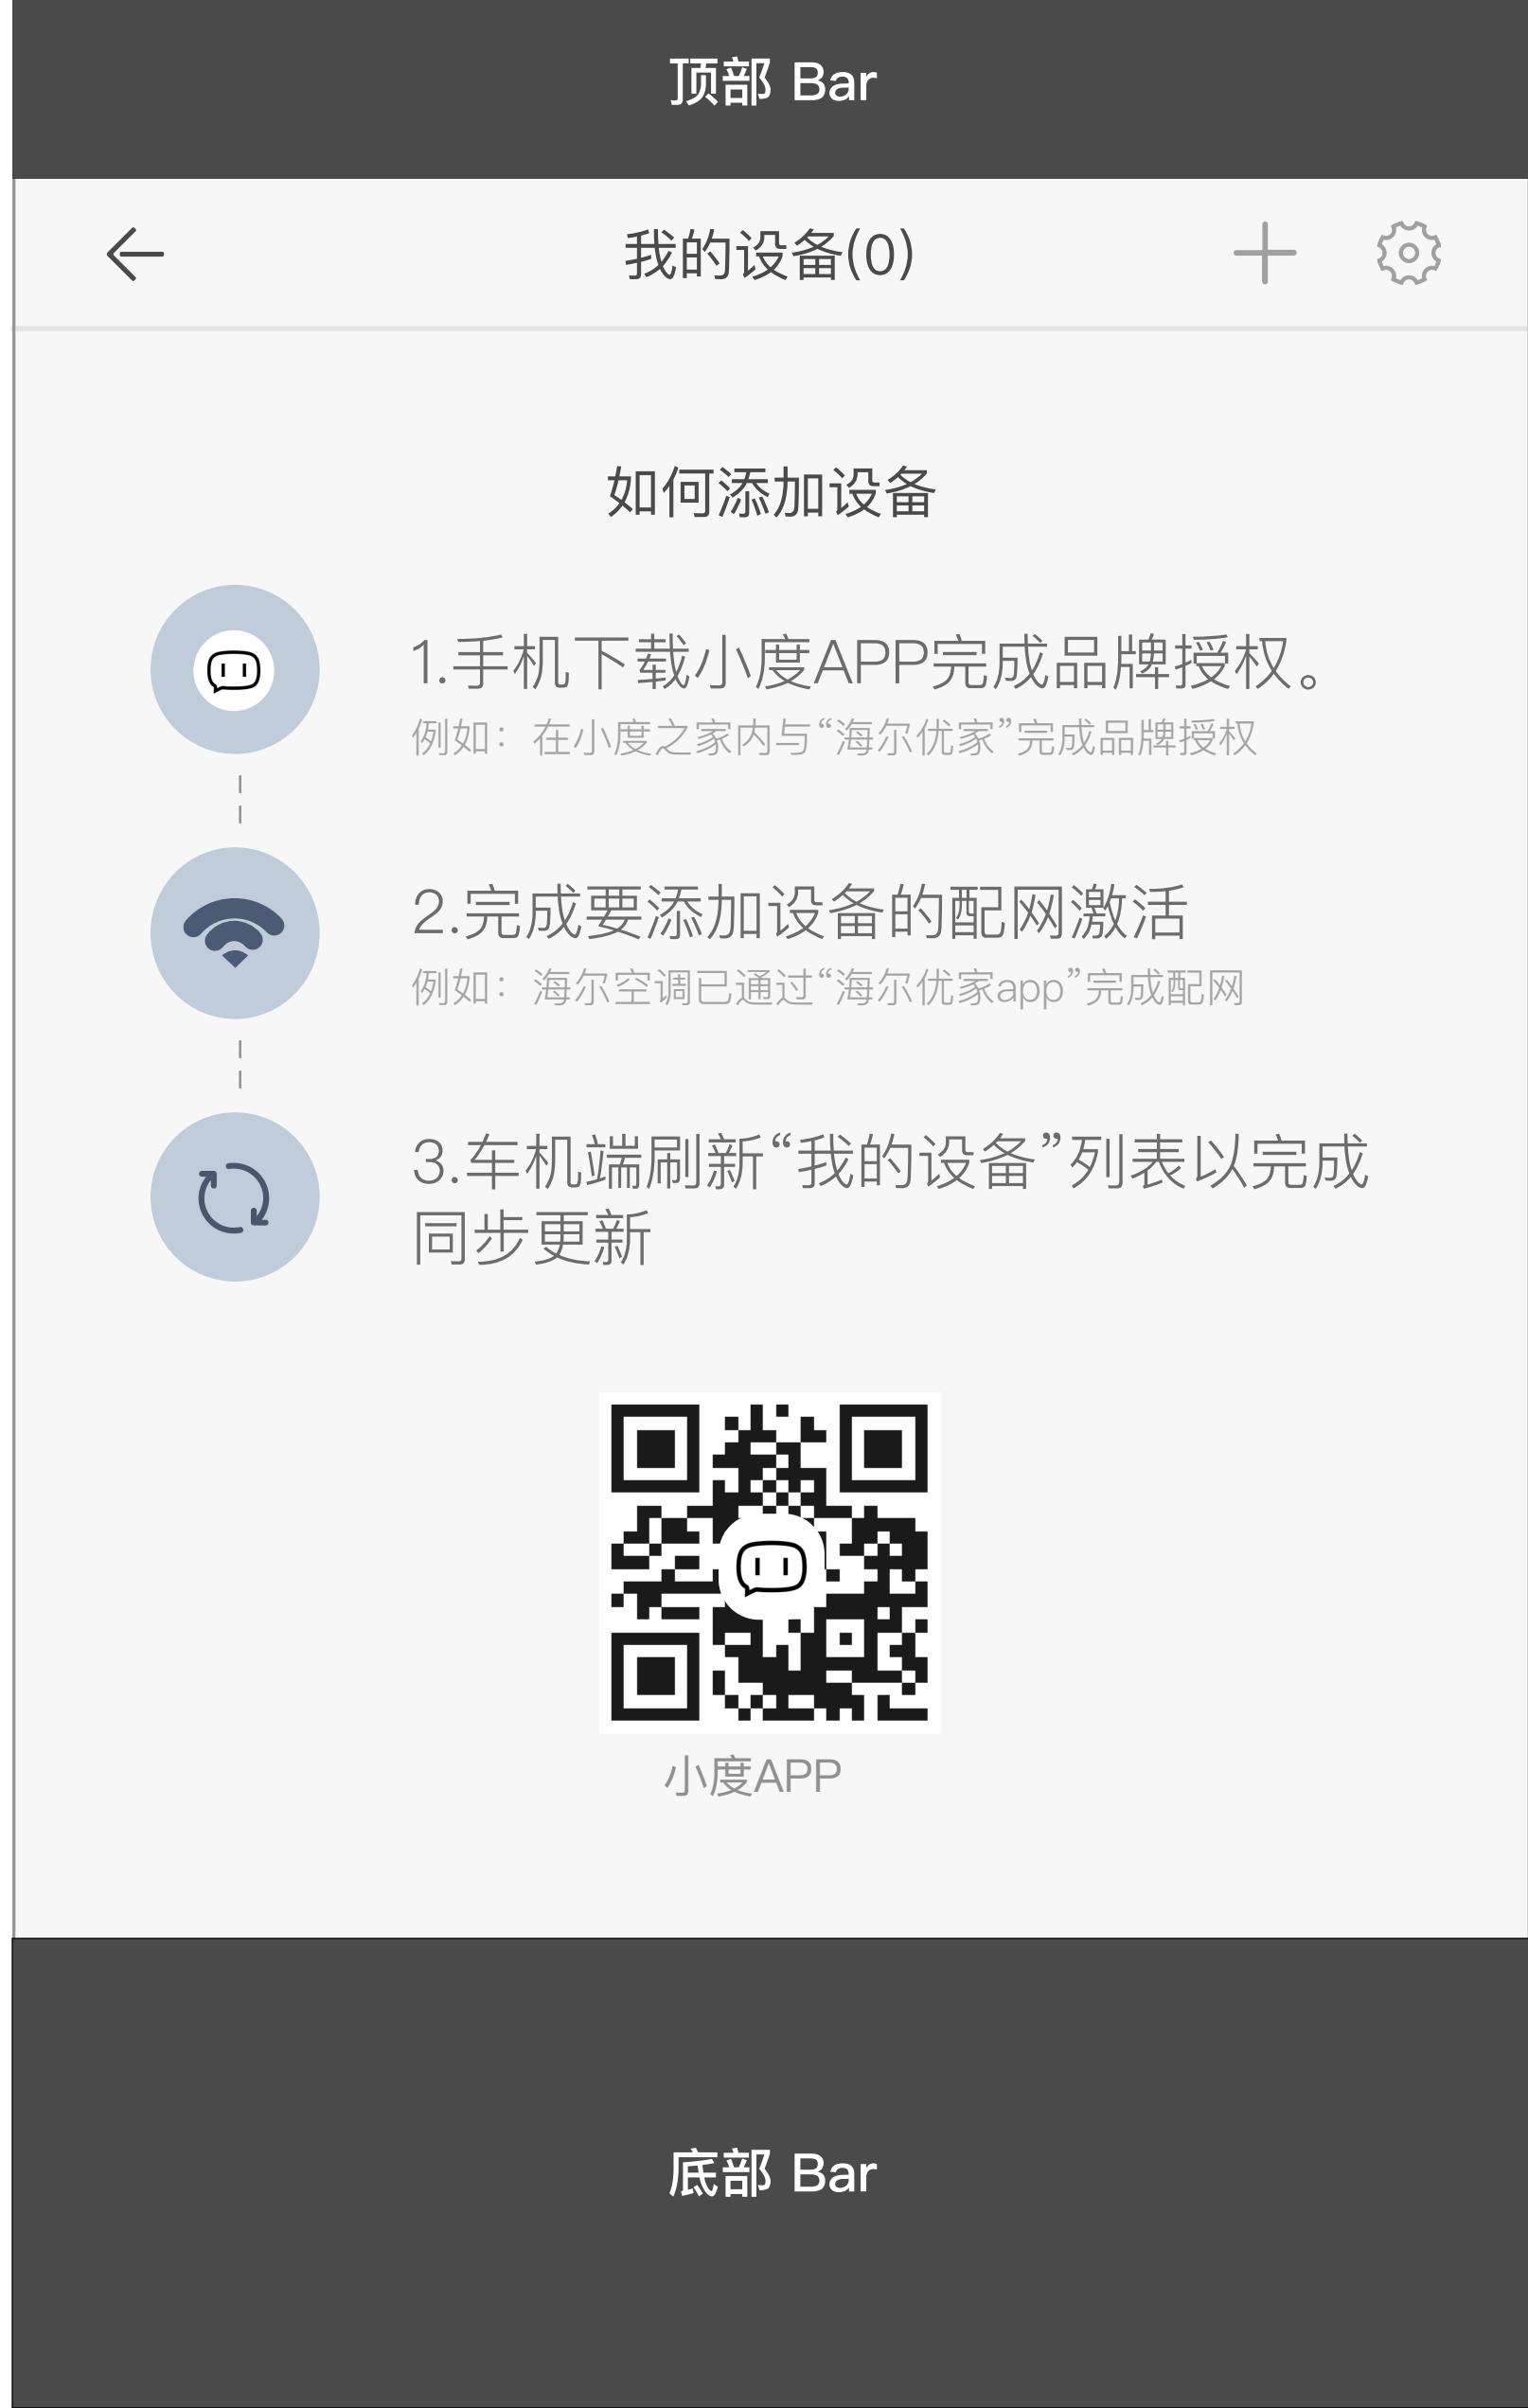 顶部 Bar
我的设备(0)
如何添加设备
1.手机下载小度APP完成品牌授权。
例如：在小度之家内与“海尔优家”完成品牌授权
2.完成要添加设备的配网激活
例如：海尔空调已通过“海尔优家app”完成配网
3.车机端刷新“我的设备”列表以完成
同步更新
小度APP
底部 Bar